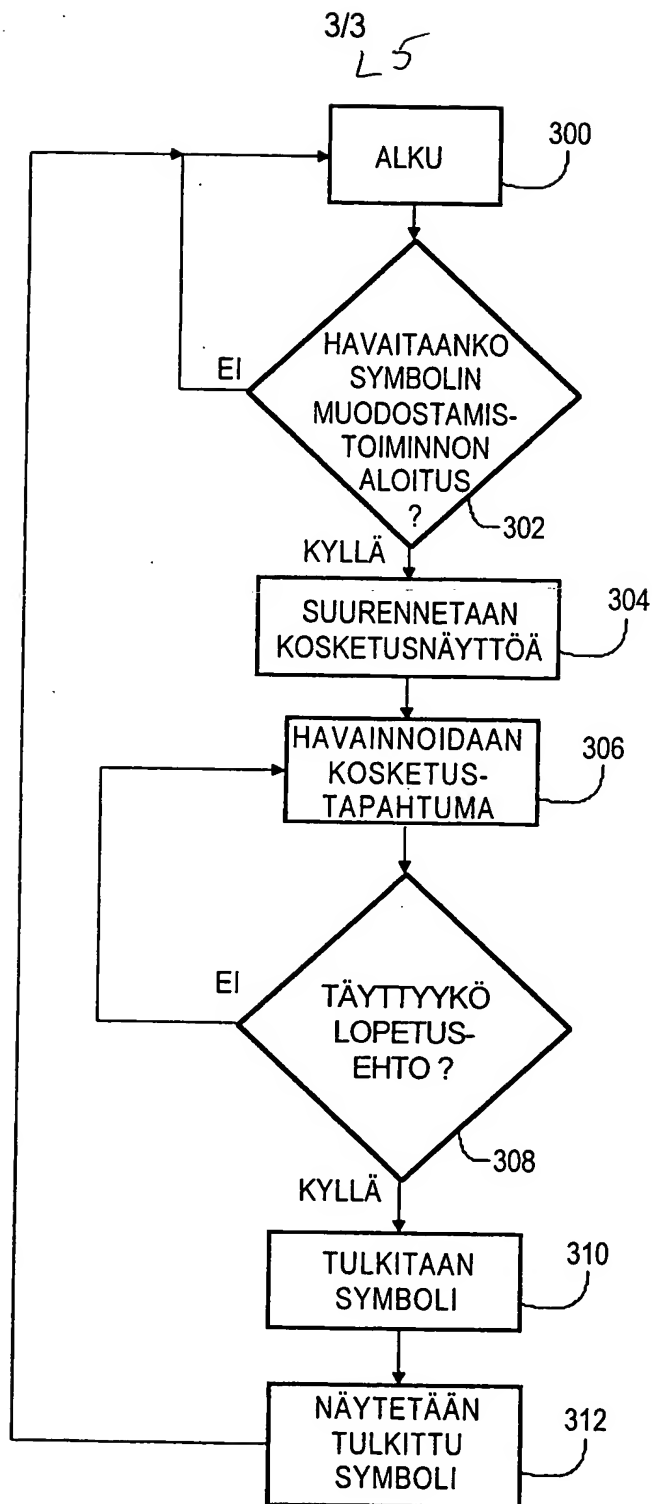 3/3
L 5
ALKU
300
HAVAITAANKO
SYMBOLIN
MUODOSTAMIS-
TOIMINNON
ALOITUS
?
302
EI
KYLLÄ
SUURENNETAAN
KOSKETUSNÄYTTÖÄ
304
HAVAINNOIDAAN
KOSKETUS-
TAPAHTUMA
306
EI
TÄYTTYYKÖ
LOPETUS-
EHTO ?
308
KYLLÄ
TULKITAAN
SYMBOLI
310
NÄYTETÄÄN
TULKITTU
SYMBOLI
312